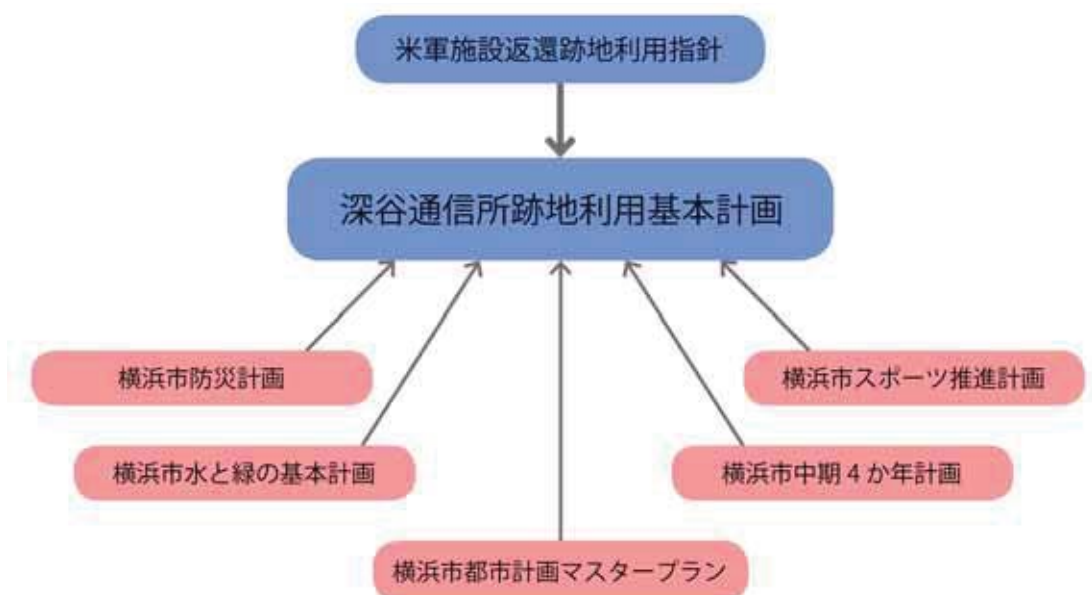 米軍施設返還跡地利用指針
深谷通信所跡地利用基本計画
横浜市防災計画
横浜市スポーツ推進計画
横浜市水と緑の基本計画
横浜市中期4か年計画
横浜市都市計画マスタープラン